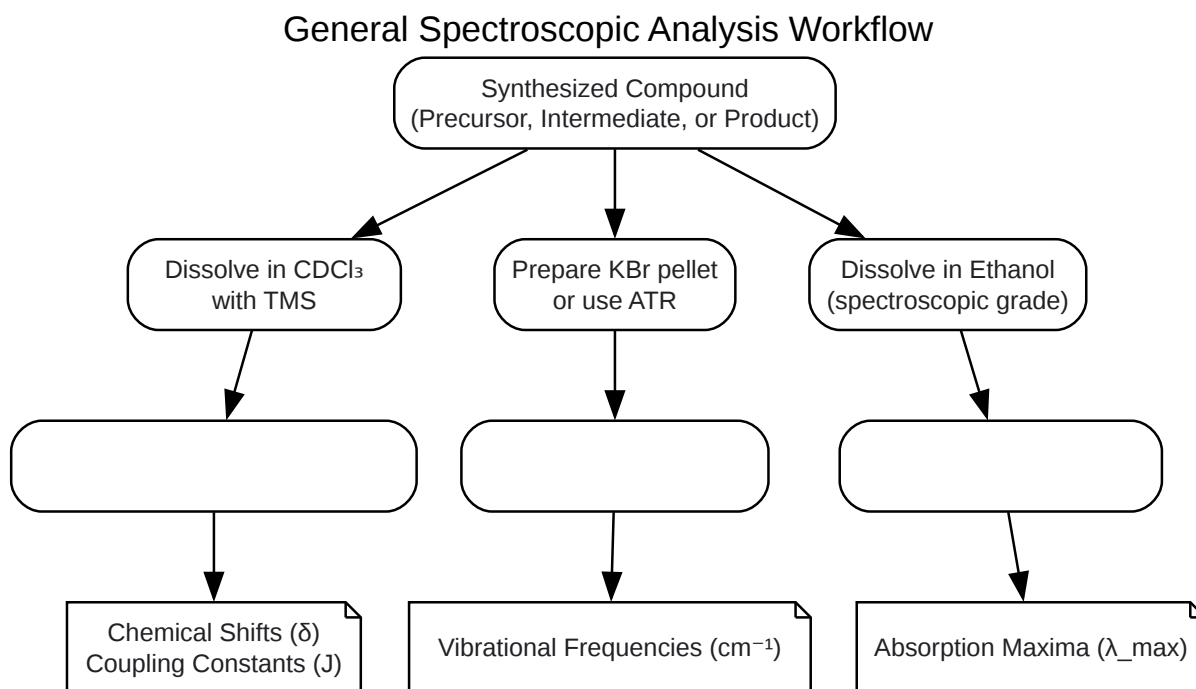 General Spectroscopic Analysis Workflow
Synthesized Compound
(Precursor, Intermediate, or Product)
Dissolve in CDCl₃
with TMS
Prepare KBr pellet
or use ATR
Dissolve in Ethanol
(spectroscopic grade)
Chemical Shifts (δ)
Coupling Constants (J)
Vibrational Frequencies (cm⁻¹)
Absorption Maxima (λ_max)